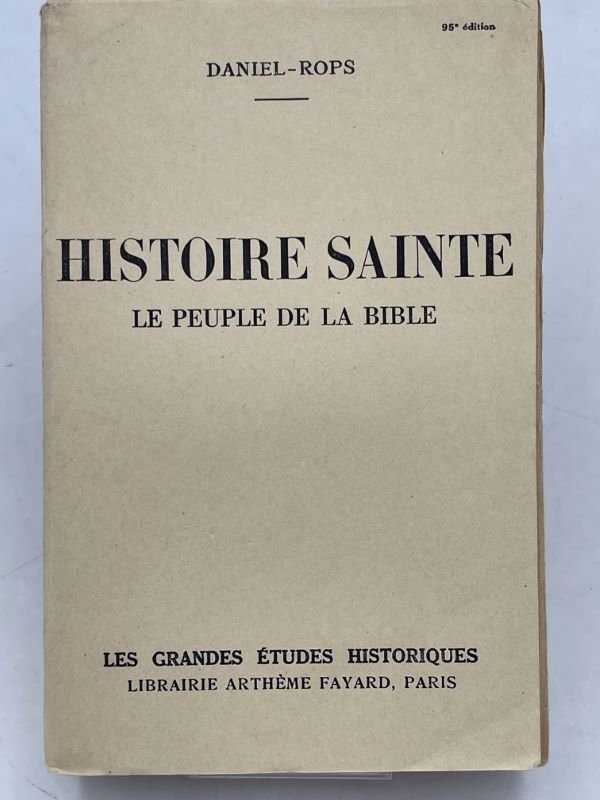 95ᵉ édition
DANIEL-ROPS
HISTOIRE SAINTE
LE PEUPLE DE LA BIBLE
LES GRANDES ÉTUDES HISTORIQUES
LIBRAIRIE ARTHÈME FAYARD, PARIS